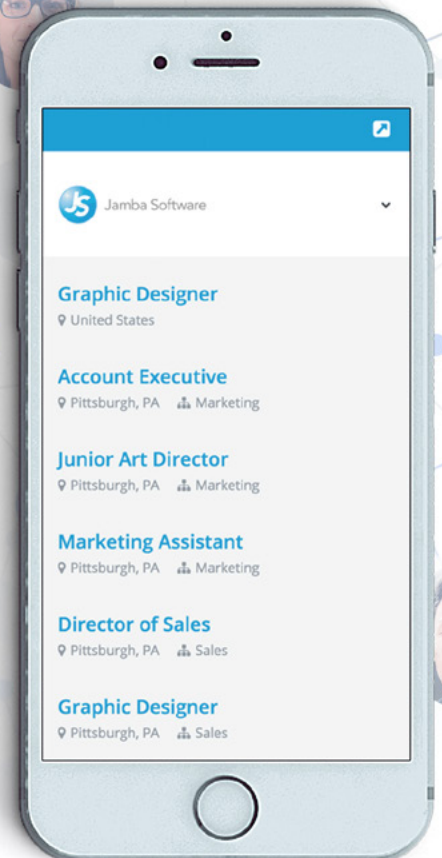 JS Jamba Software
Graphic Designer
United States
Account Executive
Pittsburgh, PA Marketing
Junior Art Director
Pittsburgh, PA Marketing
Marketing Assistant
Pittsburgh, PA Marketing
Director of Sales
Pittsburgh, PA Sales
Graphic Designer
Pittsburgh, PA Sales